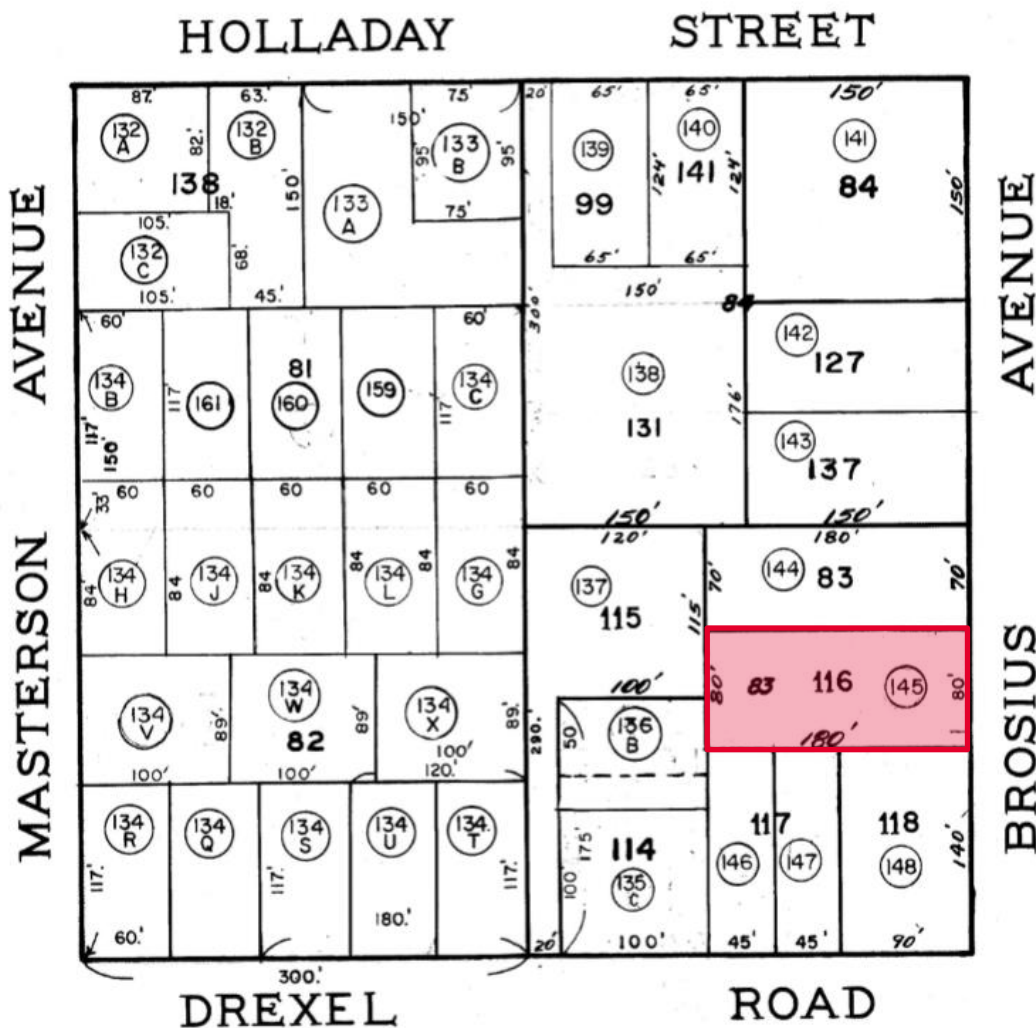 HOLLADAY STREET
87.' 63.' 75' 20' 65' 65' 150'
132 A 82.' 132 B 150' 95' 133 B 95' 139 140 141
138 150' 124' 141 124' 84 150'
18.' 133 A 75' 99
105.' 68.' 65' 65'
132 C
105.' 45.' 150' 84
60' 60' 300'
134 B 117' 161 81 160 159 134 C 117' 138 142 127
117' 150' 131 176' 143 137
33' 60 60 60 60 60 150' 150'
120' 180'
134 H 134 J 134 K 134 L 134 G 137 144 83
84' 84 84 84 84 84 115 115' 70' 70'
100' 80' 83 116 145 80'
134 V 89' 134 W 89' 134 X 89.' 50' 136 B 180'
82 290.'
100' 100' 100' 120.'
134 R 134 Q 134 S 134 U 134 T 114 175' 117 118
117.' 117.' 117.' 100' 135 C 146 147 148 140'
60.' 180.' 20' 100' 45' 45' 90'
300.'
DREXEL ROAD
MASTERSON AVENUE
BROSIUS AVENUE